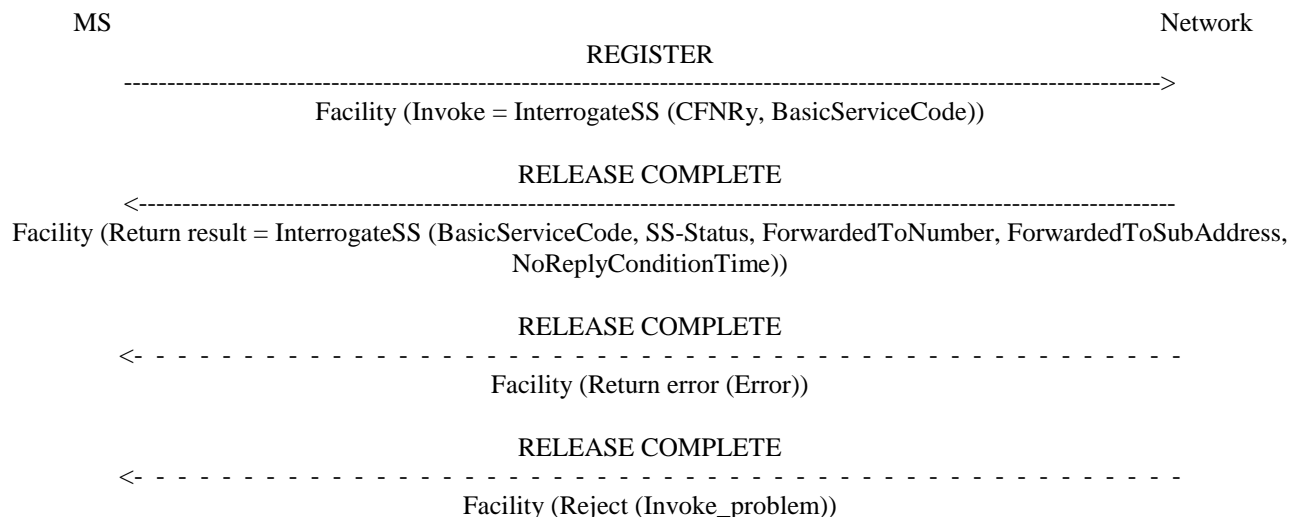 MS Network
REGISTER
------------------------------------------------------------------------------------------------------------------------>
Facility (Invoke = InterrogateSS (CFNRy, BasicServiceCode))
RELEASE COMPLETE
<------------------------------------------------------------------------------------------------------------------------
Facility (Return result = InterrogateSS (BasicServiceCode, SS-Status, ForwardedToNumber, ForwardedToSubAddress,
NoReplyConditionTime))
RELEASE COMPLETE
<- - - - - - - - - - - - - - - - - - - - - - - - - - - - - - - - - - - - - - - - - - - - - - - - -
Facility (Return error (Error))
RELEASE COMPLETE
<- - - - - - - - - - - - - - - - - - - - - - - - - - - - - - - - - - - - - - - - - - - - - - - - -
Facility (Reject (Invoke_problem))